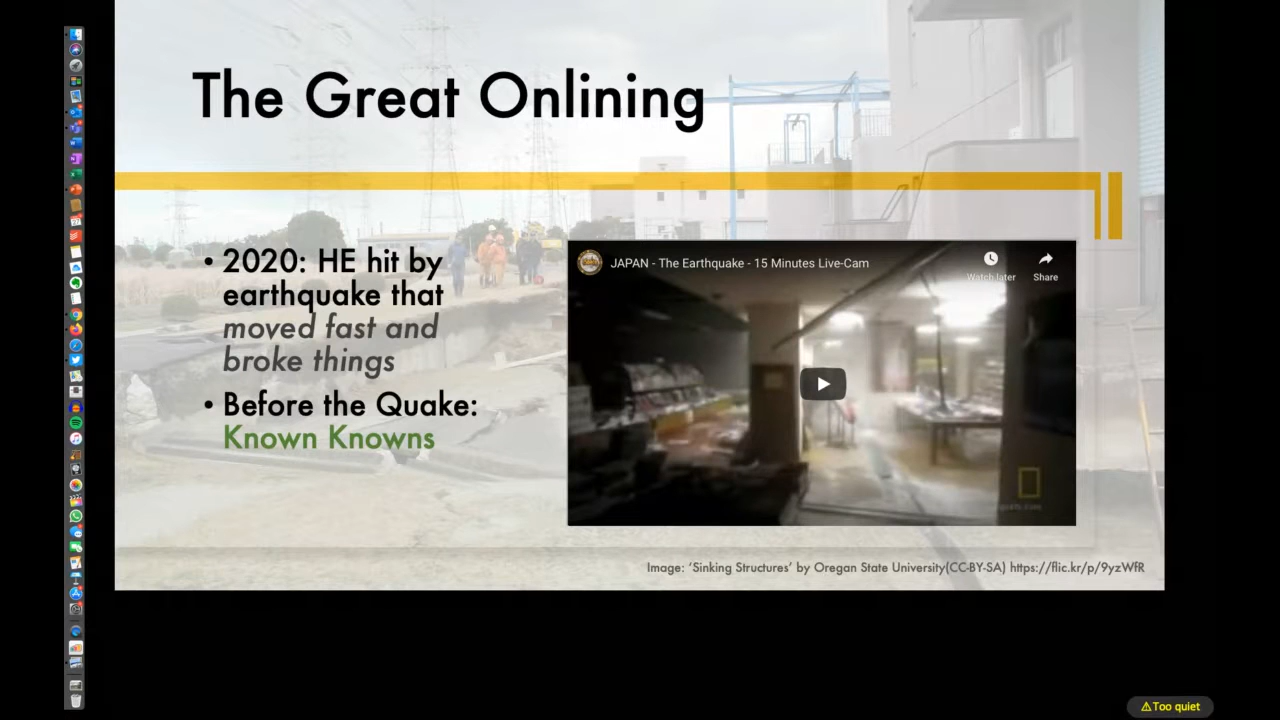 The Great Onlining
• 2020: HE hit by
earthquake that
moved fast and
broke things
• Before the Quake:
Known Knowns
JAPAN - The Earthquake - 15 Minutes Live-Cam
Watch later
Share
Image: ‘Sinking Structures’ by Oregan State University(CC-BY-SA) https://flic.kr/p/9yzWfR
⚠Too quiet